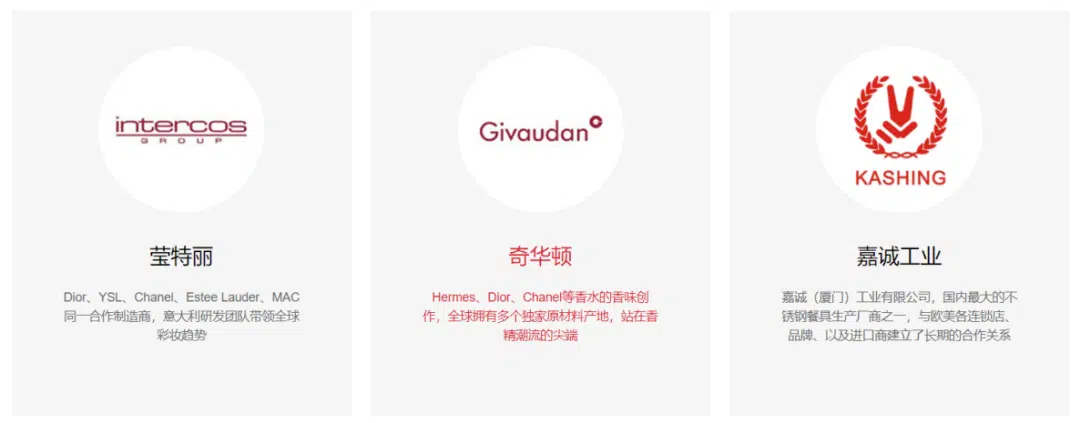 intercos
GROUP
莹特丽
Dior、YSL、Chanel、Estee Lauder、MAC
同一合作制造商，意大利研发团队带领全球
彩妆趋势
Givaudan
奇华顿
Hermes、Dior、Chanel等香水的香味创
作，全球拥有多个独家原材料产地，站在香
精潮流的尖端
KASHING
嘉诚工业
嘉诚（厦门）工业有限公司，国内最大的不
锈钢餐具生产厂商之一，与欧美各连锁店、
品牌、以及进口商建立了长期的合作关系